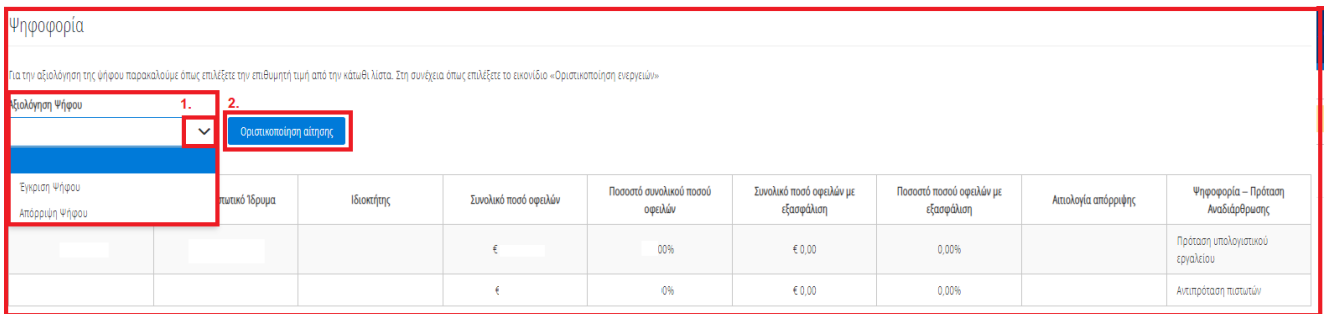 Ψηφοφορία
Για την αξιολόγηση της ψήφου παρακαλούμε όπως επιλέξετε την επιθυμητή τιμή από την κάτωθι λίστα. Στη συνέχεια όπως επιλέξετε το εικονίδιο «Οριστικοποίηση ενεργειών»
Αξιολόγηση Ψήφου 1. 2.
Οριστικοποίηση αίτησης
Έγκριση Ψήφου
Απόρριψη Ψήφου
Ίδρυμα Ιδιοκτήτης Συνολικό ποσό οφειλών Ποσοστό συνολικού ποσού οφειλών Συνολικό ποσό οφειλών με εξασφάλιση Ποσοστό ποσού οφειλών με εξασφάλιση Αιτιολογία απόρριψης Ψηφοφορία – Πρόταση Αναδιάρθρωσης
€ 00% € 0,00 0,00% Πρόταση υπολογιστικού εργαλείου
€ 0% € 0,00 0,00% Αντιπρόταση πιστωτών